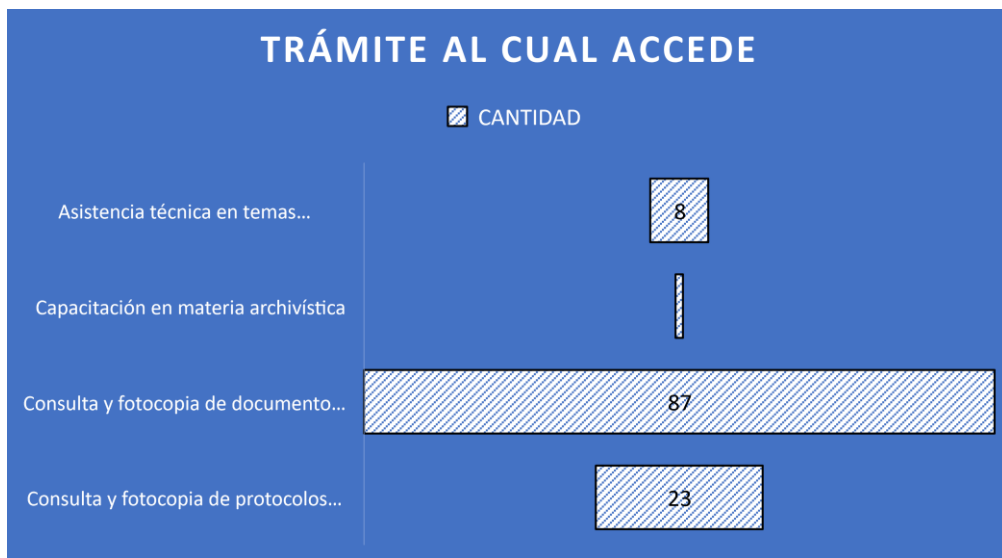 TRÁMITE AL CUAL ACCEDE
CANTIDAD
Asistencia técnica en temas...
8
Capacitación en materia archivística
Consulta y fotocopia de documento...
87
Consulta y fotocopia de protocolos...
23